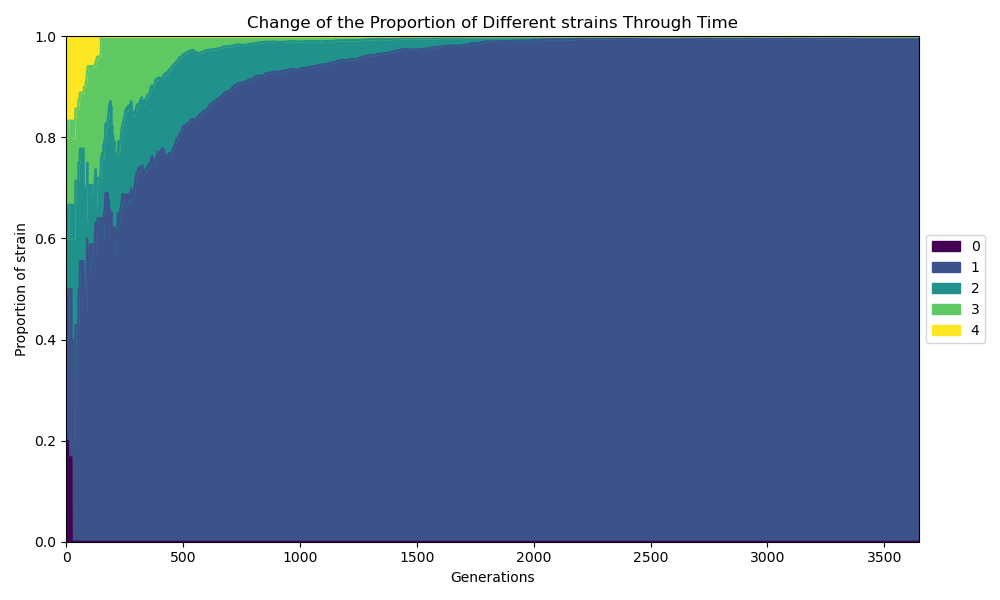 Change of the Proportion of Different strains Through Time
1.0
0.8
0.6
0.4
0.2
0.0
Proportion of strain
0 500 1000 1500 2000 2500 3000 3500
Generations
0
1
2
3
4